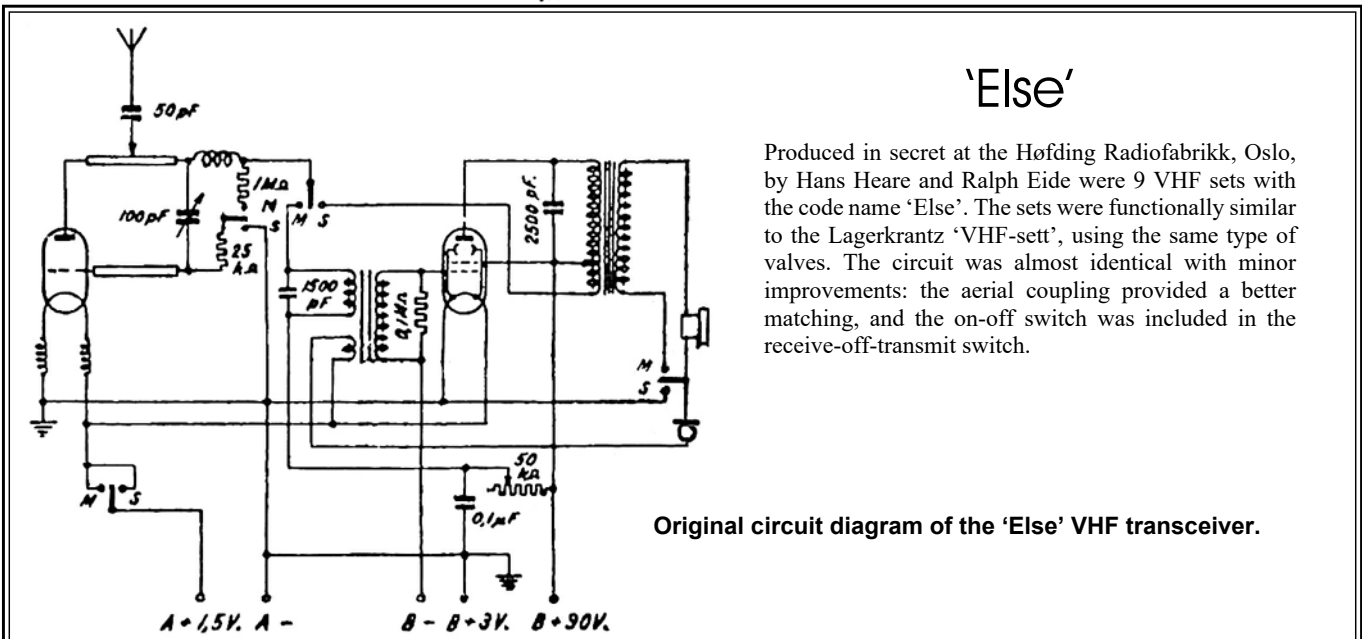 'Else'
Produced in secret at the Høfding Radiofabrikk, Oslo,
by Hans Heare and Ralph Eide were 9 VHF sets with
the code name 'Else'. The sets were functionally similar
to the Lagerkrantz 'VHF-sett', using the same type of
valves. The circuit was almost identical with minor
improvements: the aerial coupling provided a better
matching, and the on-off switch was included in the
receive-off-transmit switch.
50 pF
1MΩ
M
S
M S
100 pF
25
kΩ
2500 pF.
1500
pF
0,1MΩ
M
S
50
kΩ
M S
0,1µF
Original circuit diagram of the 'Else' VHF transceiver.
A + 1,5V. A - B - B+3V. B+90V.